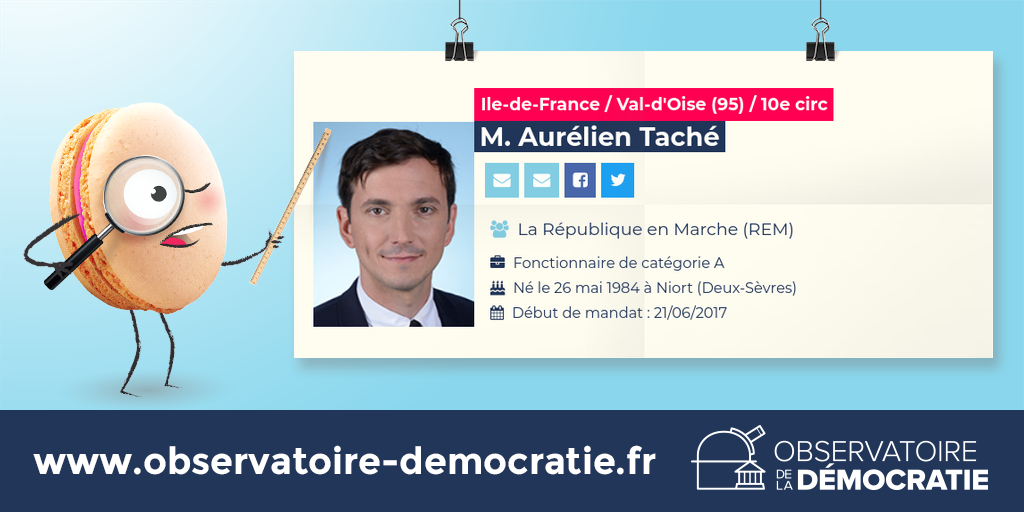 Ile-de-France / Val-d'Oise (95) / 10e circ
M. Aurélien Taché
La République en Marche (REM)
Fonctionnaire de catégorie A
Né le 26 mai 1984 à Niort (Deux-Sèvres)
Début de mandat : 21/06/2017
www.observatoire-democratie.fr
OBSERVATOIRE
DE LA DÉMOCRATIE